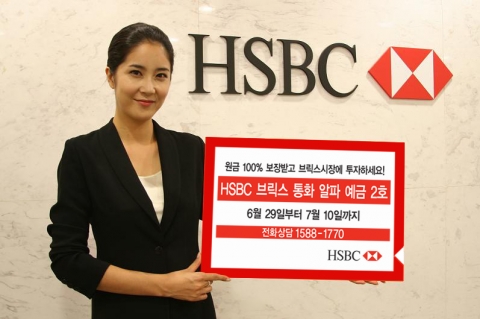 HSBC
원금 100% 보장받고 브릭스시장에 투자하세요!
HSBC 브릭스 통화 알파 예금 2호
6월 29일부터 7월 10일까지
전화상담 1588-1770
HSBC